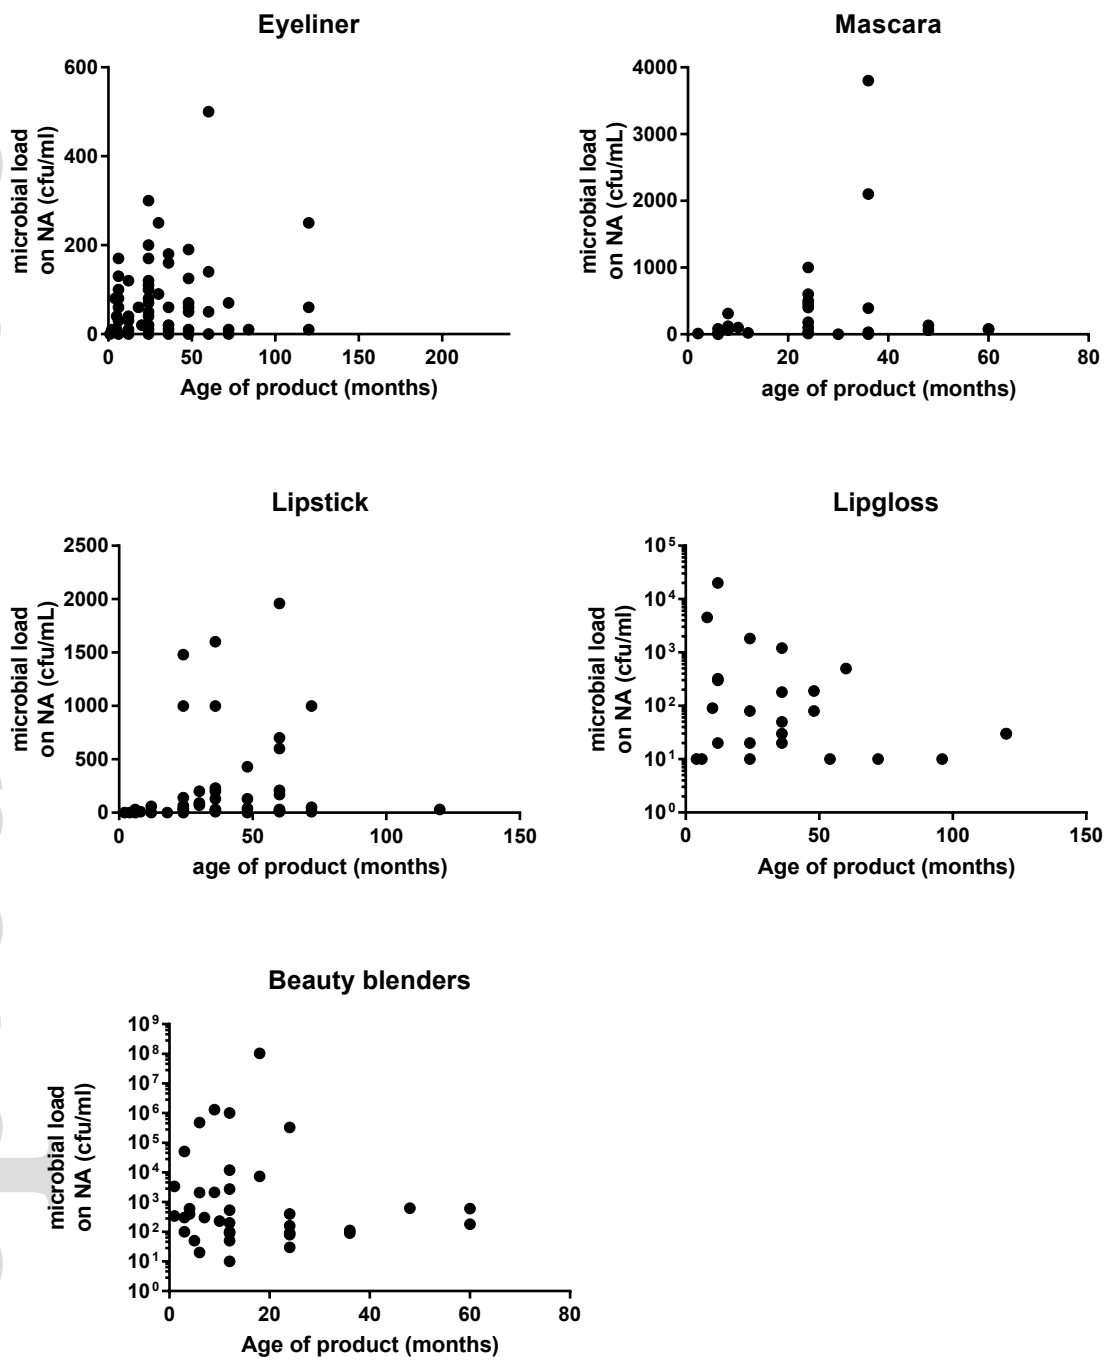 Eyeliner
600
400
200
0
0
50
100
150
200
microbial load
on NA (cfu/ml)
Age of product (months)
Mascara
4000
3000
2000
1000
0
0
20
40
60
80
microbial load
on NA (cfu/mL)
age of product (months)
Lipstick
2500
2000
1500
1000
500
0
0
50
100
150
microbial load
on NA (cfu/mL)
age of product (months)
Lipgloss
10⁵
10⁴
10³
10²
10¹
10⁰
0
50
100
150
microbial load
on NA (cfu/ml)
Age of product (months)
Beauty blenders
10⁹
10⁸
10⁷
10⁶
10⁵
10⁴
10³
10²
10¹
10⁰
0
20
40
60
80
microbial load
on NA (cfu/ml)
Age of product (months)